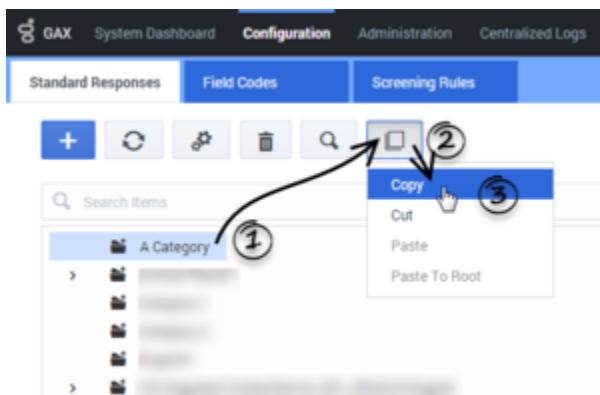 GAX System Dashboard Configuration Administration Centralized Logs
Standard Responses Field Codes Screening Rules
2
Search Items
Copy
3
Cut
1
A Category
Paste
Paste To Root